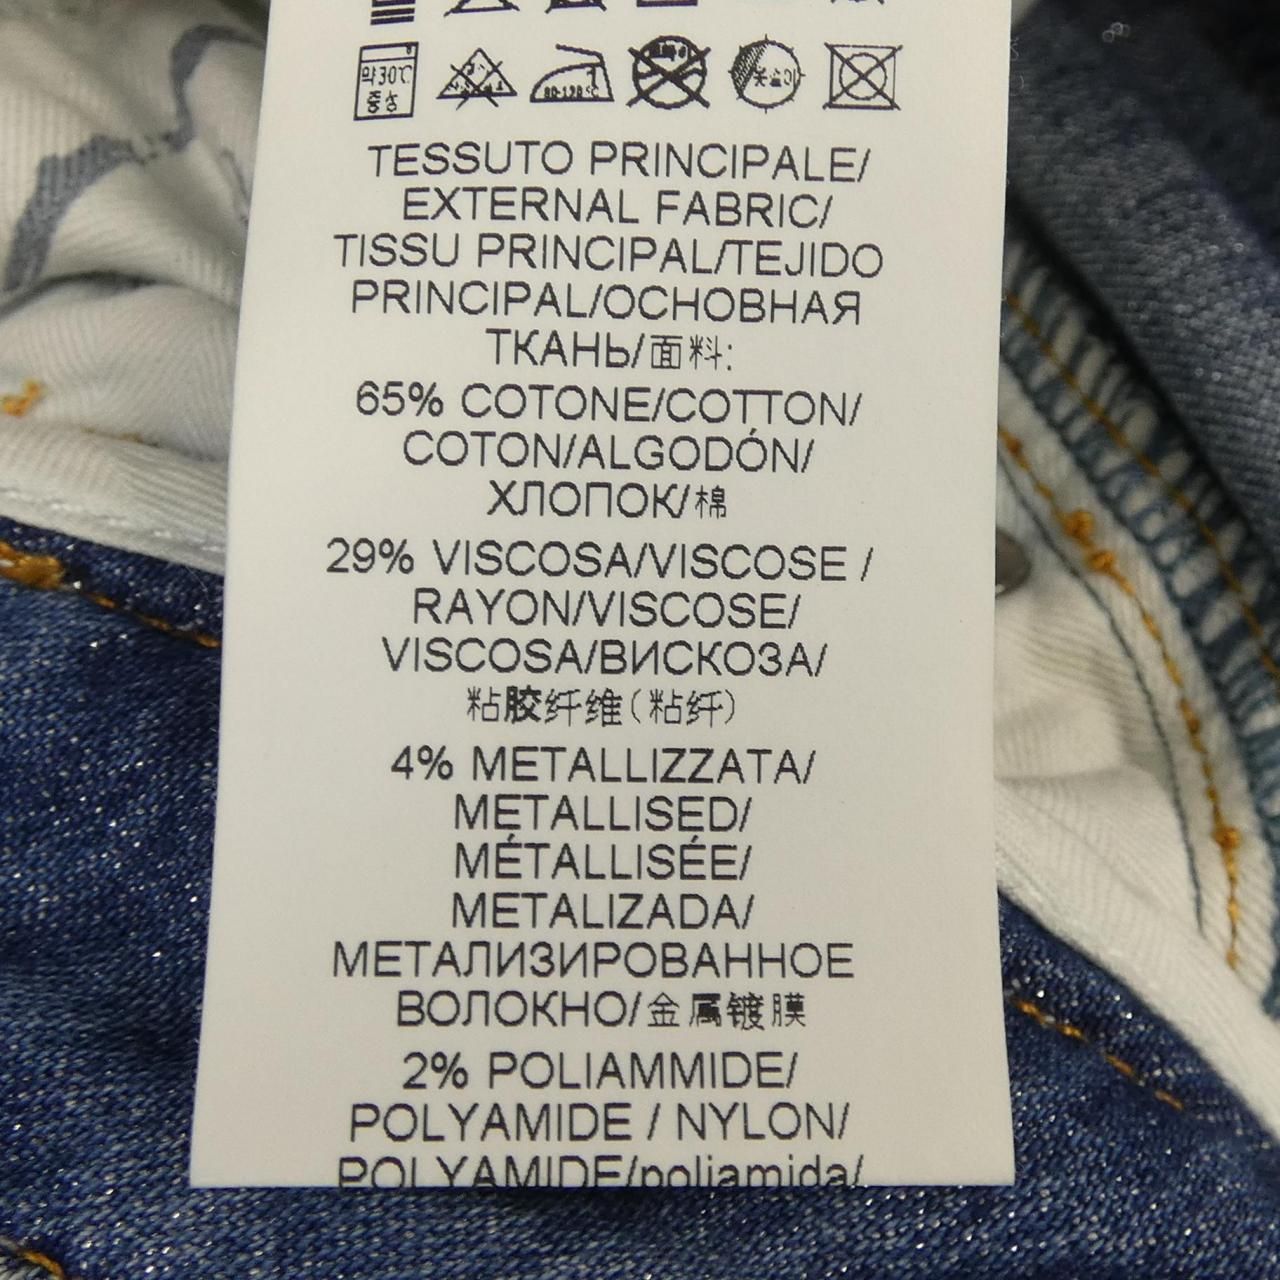 약30℃
중성
80-120℃
TESSUTO PRINCIPALE/
EXTERNAL FABRIC/
TISSU PRINCIPAL/TEJIDO
PRINCIPAL/ОСНОВНАЯ
ТКАНЬ/面料:
65% COTONE/COTTON/
COTON/ALGODÓN/
ХЛОПОК/棉
29% VISCOSA/VISCOSE /
RAYON/VISCOSE/
VISCOSA/ВИСКОЗА/
粘胶纤维(粘纤)
4% METALLIZZATA/
METALLISED/
MÉTALLISÉE/
METALIZADA/
МЕТАЛИЗИРОВАННОЕ
ВОЛОКНО/金属镀膜
2% POLIAMMIDE/
POLYAMIDE / NYLON/
POLYAMIDE/poliamida/